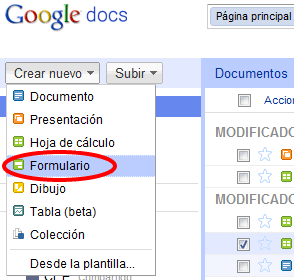 Google docs
Página principal
Crear nuevo
Subir
Documentos
Documento
Accio
Presentación
MODIFICADO
Hoja de cálculo
Formulario
Dibujo
MODIFICADO
Tabla (beta)
Colección
Desde la plantilla...